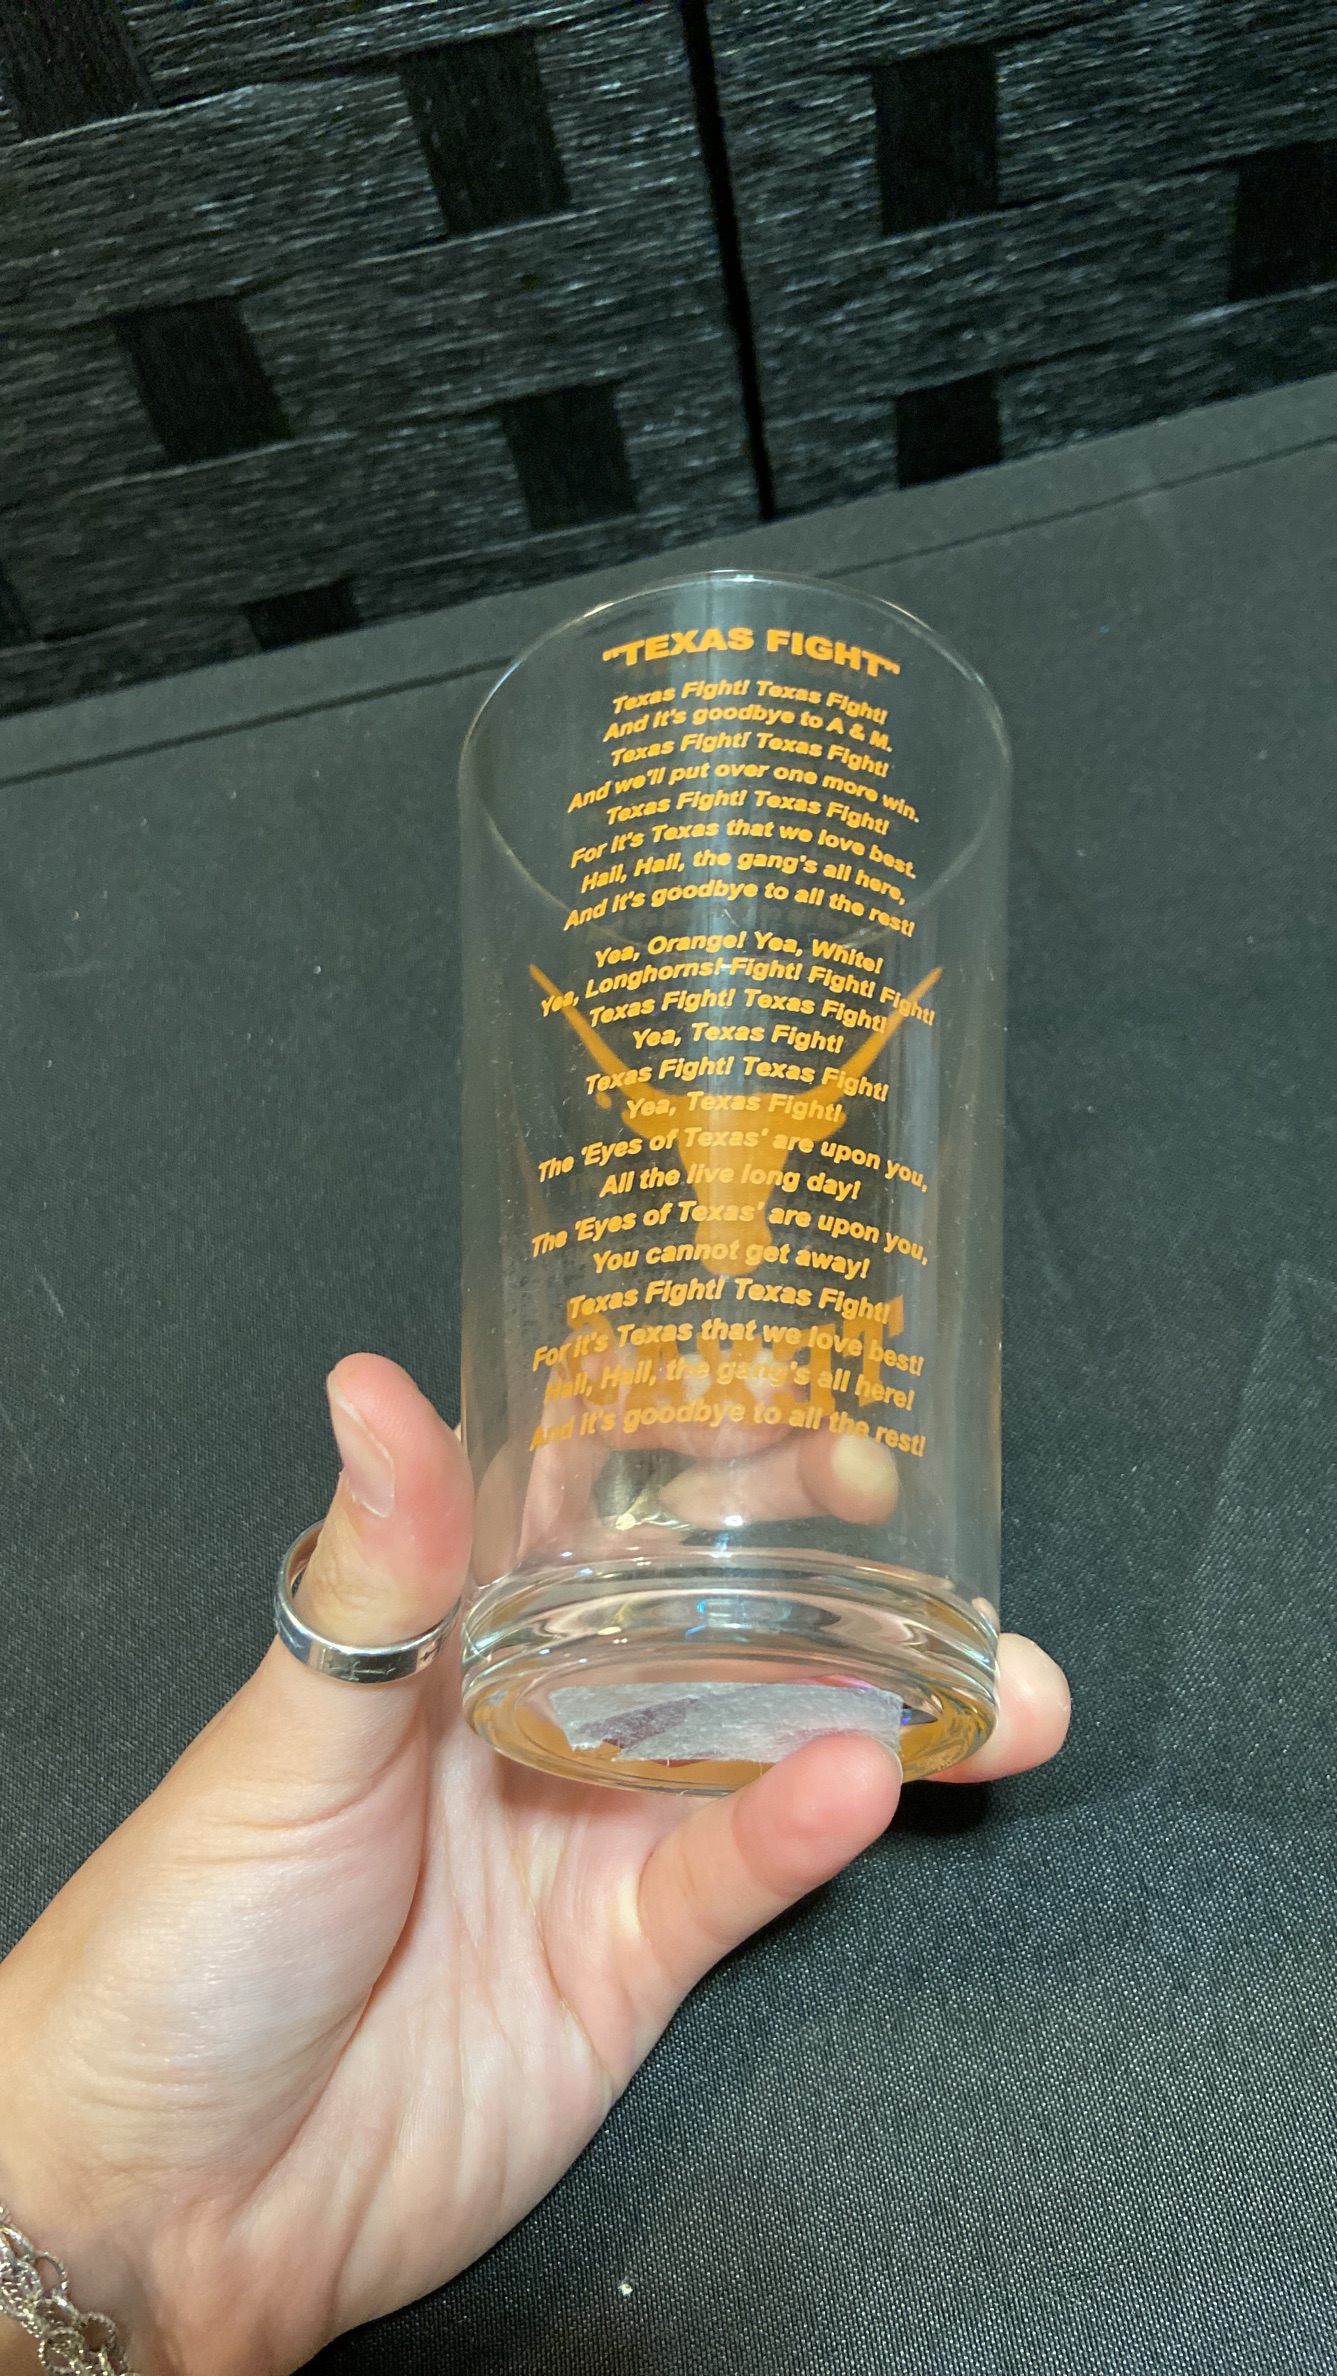 "TEXAS FIGHT"
Texas Fight! Texas Fight!
And it's goodbye to A & M.
Texas Fight! Texas Fight!
And we'll put over one more win.
Texas Fight! Texas Fight!
For it's Texas that we love best.
Hail, Hail, the gang's all here,
And it's goodbye to all the rest!
Yea, Orange! Yea, White!
Yea, Longhorns! Fight! Fight! Fight!
Texas Fight! Texas Fight!
Yea, Texas Fight!
Texas Fight! Texas Fight!
Yea, Texas Fight!
The 'Eyes of Texas' are upon you,
All the live long day!
The 'Eyes of Texas' are upon you,
You cannot get away!
Texas Fight! Texas Fight!
For it's Texas that we love best!
Hail, Hail, the gang's all here!
And it's goodbye to all the rest!
TEXAS